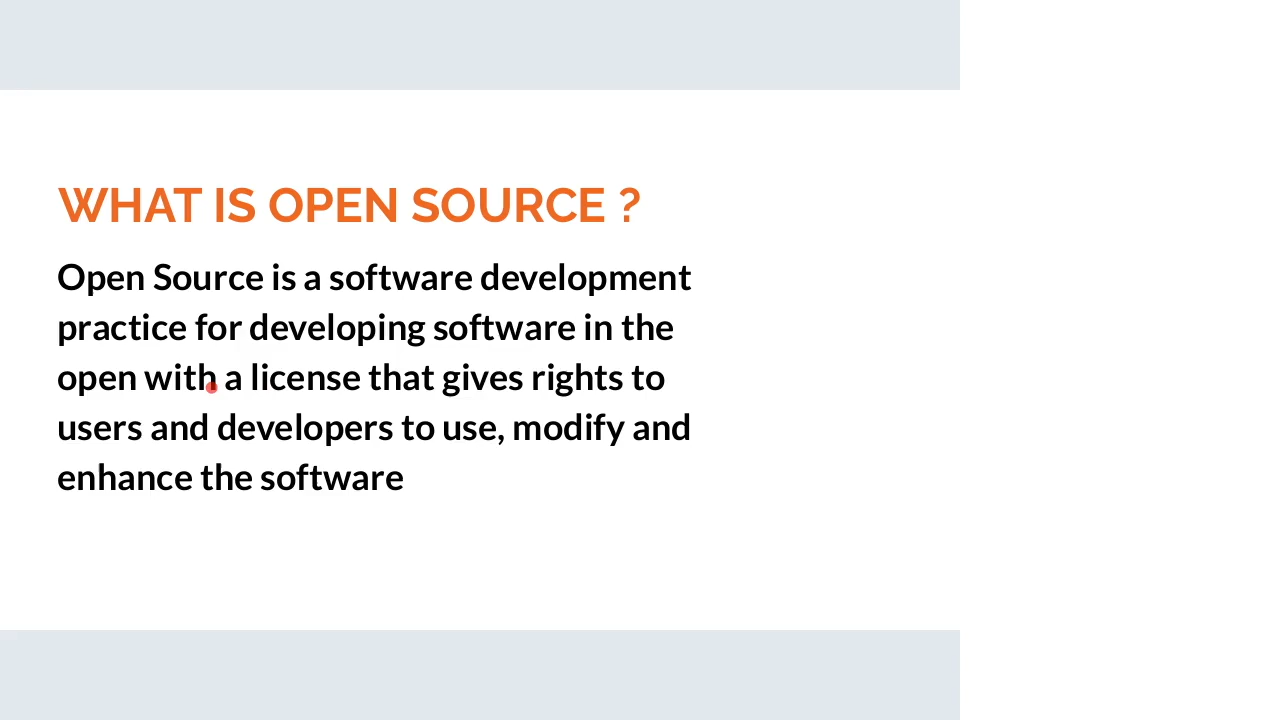 WHAT IS OPEN SOURCE ?
Open Source is a software development
practice for developing software in the
open with a license that gives rights to
users and developers to use, modify and
enhance the software